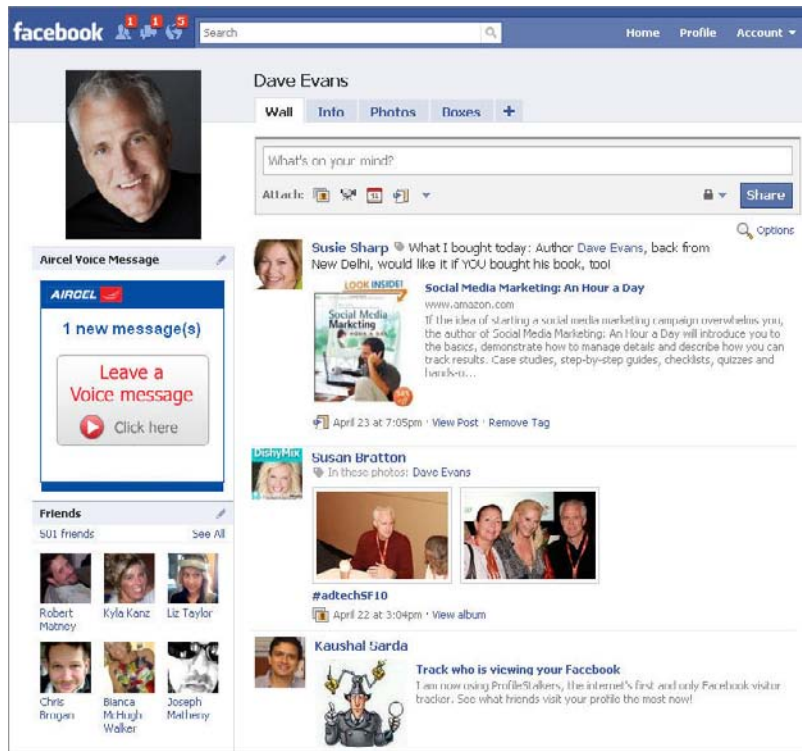 facebook
1
1
5
Search
Home Profile Account
Dave Evans
Wall Info Photos Boxes +
What's on your mind?
Attach:
31
Share
Options
Aircel Voice Message
AIRCEL
1 new message(s)
Leave a
Voice message
Click here
Friends
501 friends See All
Robert
Matney
Kyla Kanz
Liz Taylor
Chris
Brogan
Bianca
McHugh
Walker
Joseph
Matheny
Susie Sharp What I bought today: Author Dave Evans, back from
New Delhi, would like it if YOU bought his book, too!
LOOK INSIDE!
Social Media
Marketing
AN HOUR A DAY
Social Media Marketing: An Hour a Day
www.amazon.com
If the idea of starting a social media marketing campaign overwhelms you,
the author of Social Media Marketing: An Hour a Day will introduce you to
the basics, demonstrate how to manage details and describe how you can
track results. Case studies, step-by-step guides, checklists, quizzes and
hands-o...
April 23 at 7:05pm · View Post · Remove Tag
DishyMix
Susan Bratton
In these photos: Dave Evans
#adtechSF10
April 22 at 3:04pm · View album
Kaushal Sarda
Track who is viewing your Facebook
I am now using ProfileStalkers, the internet's first and only Facebook visitor
tracker. See what friends visit your profile the most now!